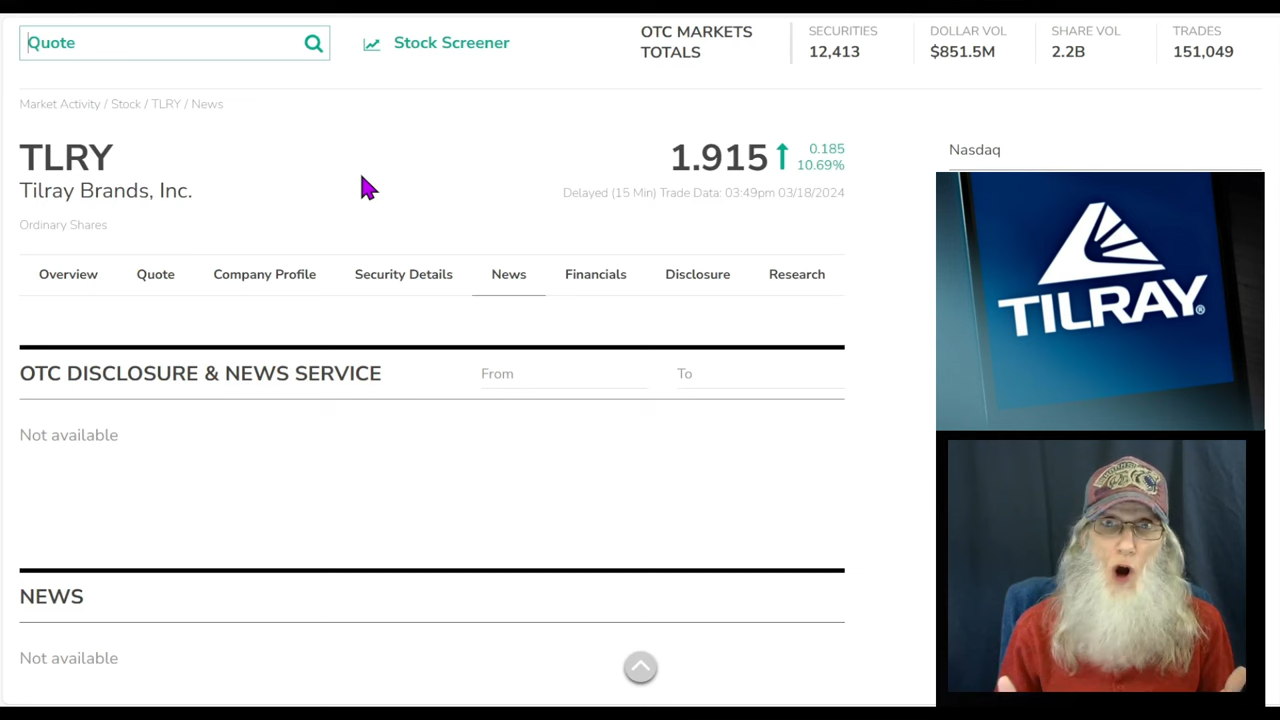 Quote
Stock Screener
OTC MARKETS
TOTALS
SECURITIES
12,413
DOLLAR VOL
$851.5M
SHARE VOL
2.2B
TRADES
151,049
Market Activity / Stock / TLRY / News
TLRY
Tilray Brands, Inc.
Ordinary Shares
1.915
0.185
10.69%
Delayed (15 Min) Trade Data: 03:49pm 03/18/2024
Nasdaq
Overview
Quote
Company Profile
Security Details
News
Financials
Disclosure
Research
TILRAY®
OTC DISCLOSURE & NEWS SERVICE
From
To
Not available
NEWS
Not available